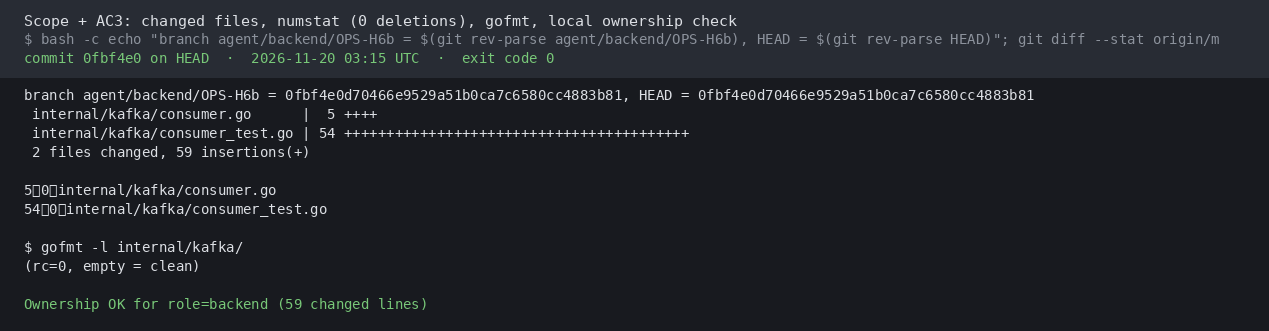 Scope + AC3: changed files, numstat (0 deletions), gofmt, local ownership check
$ bash -c echo "branch agent/backend/OPS-H6b = $(git rev-parse agent/backend/OPS-H6b), HEAD = $(git rev-parse HEAD)"; git diff --stat origin/m
commit 0fbf4e0 on HEAD · 2026-11-20 03:15 UTC · exit code 0
branch agent/backend/OPS-H6b = 0fbf4e0d70466e9529a51b0ca7c6580cc4883b81, HEAD = 0fbf4e0d70466e9529a51b0ca7c6580cc4883b81
internal/kafka/consumer.go | 5 ++++
internal/kafka/consumer_test.go | 54 +++++++++++++++++++++++++++++++++++++++++
2 files changed, 59 insertions(+)
5▯0▯internal/kafka/consumer.go
54▯0▯internal/kafka/consumer_test.go
$ gofmt -l internal/kafka/
(rc=0, empty = clean)
Ownership OK for role=backend (59 changed lines)